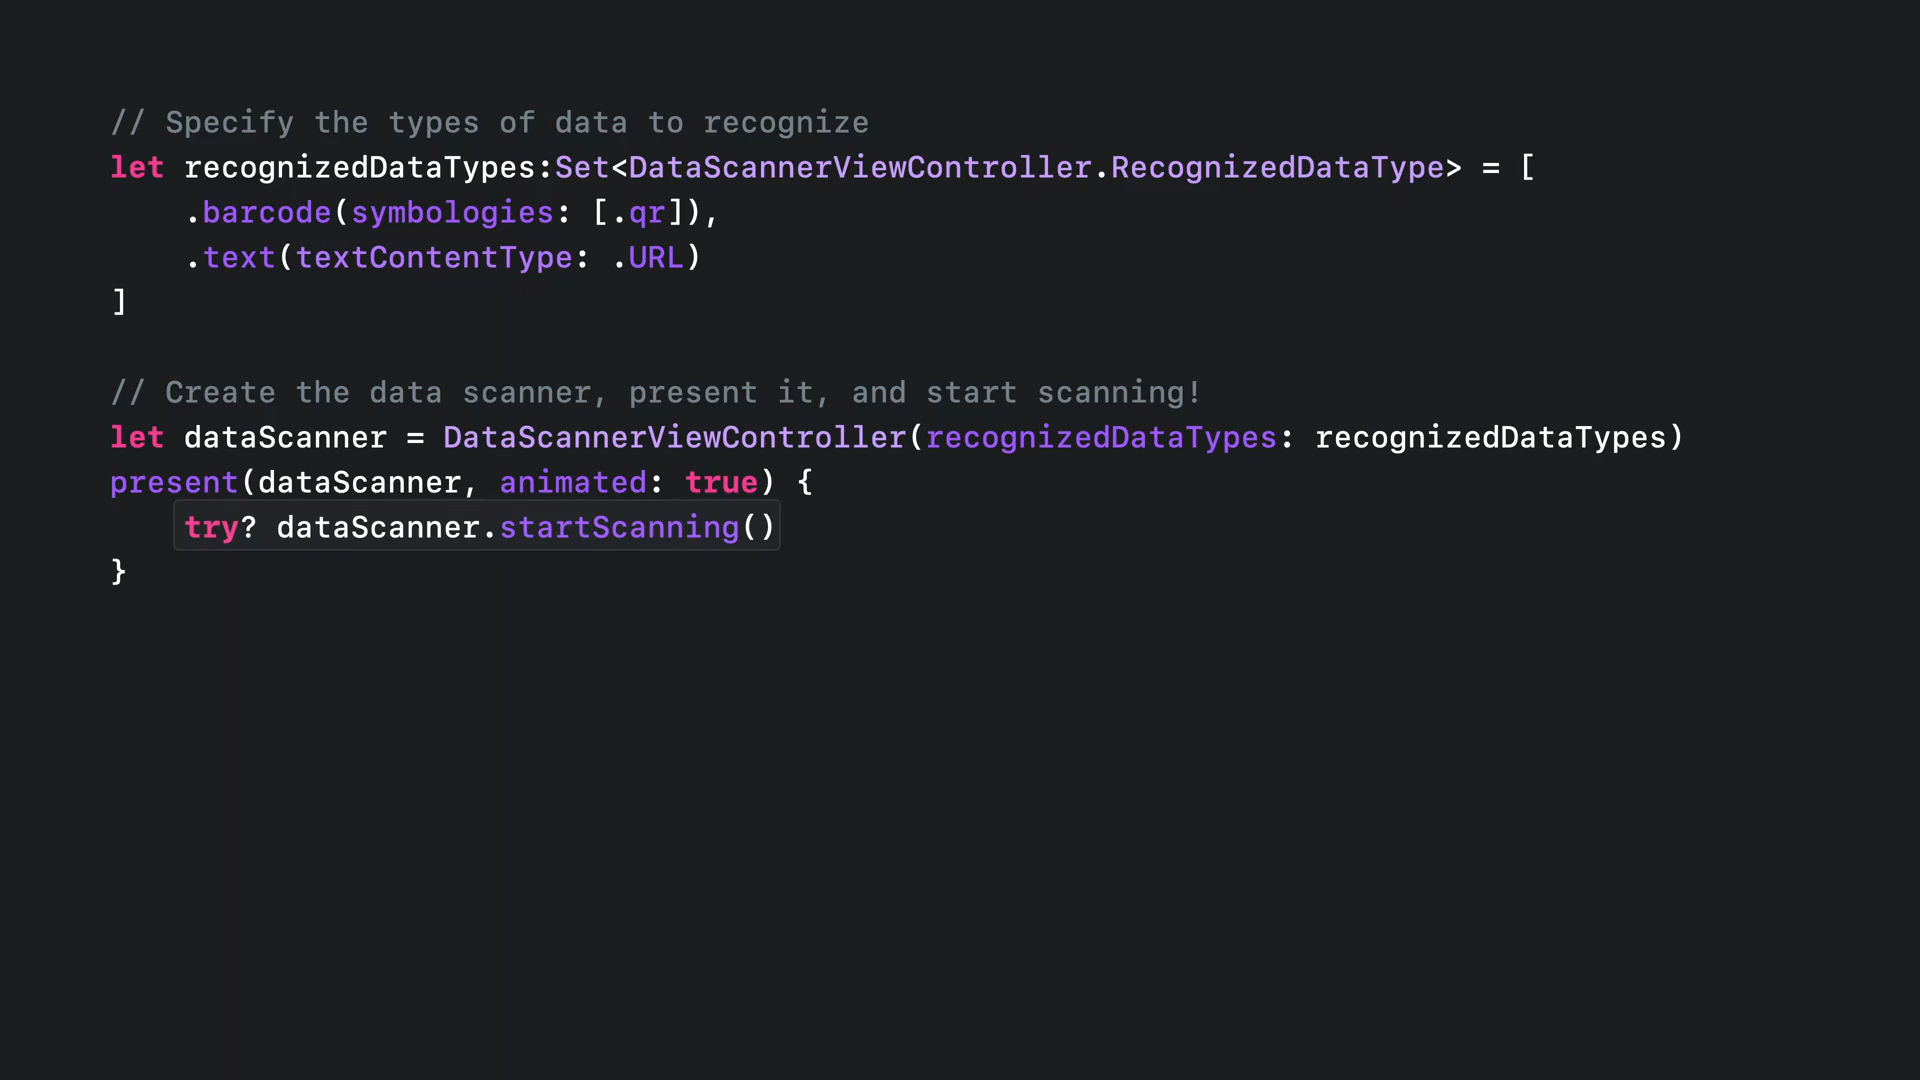 // Specify the types of data to recognize
let recognizedDataTypes:Set<DataScannerViewController.RecognizedDataType> = [
    .barcode(symbologies: [.qr]),
    .text(textContentType: .URL)
]
// Create the data scanner, present it, and start scanning!
let dataScanner = DataScannerViewController(recognizedDataTypes: recognizedDataTypes)
present(dataScanner, animated: true) {
    try? dataScanner.startScanning()
}